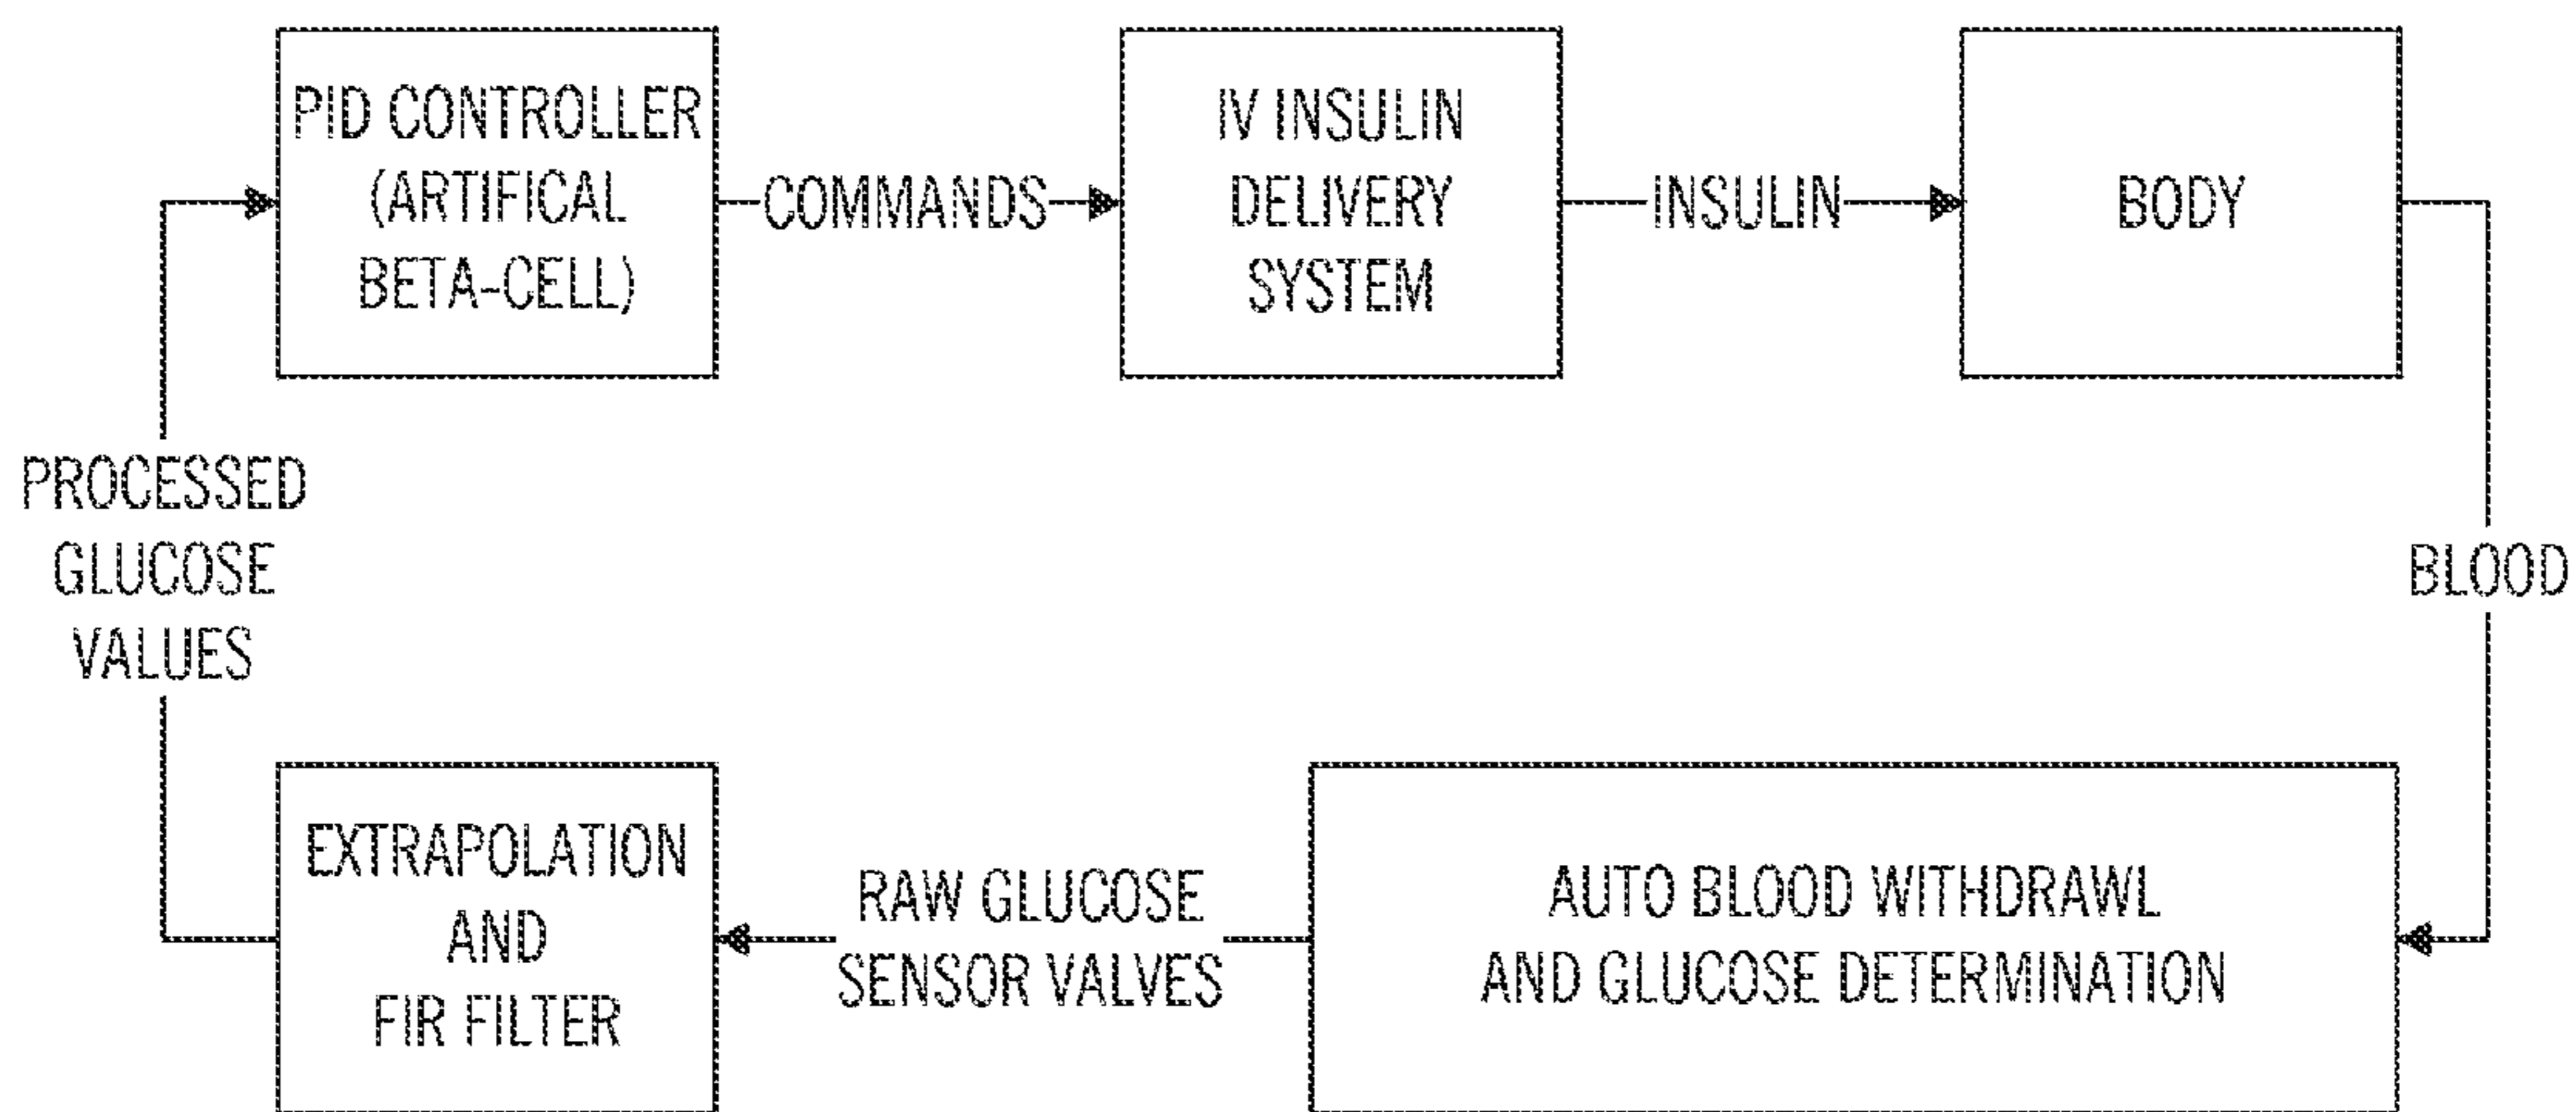 PID CONTROLLER
(ARTIFICAL
BETA-CELL)
COMMANDS
IV INSULIN
DELIVERY
SYSTEM
INSULIN
BODY
PROCESSED
GLUCOSE
VALUES
BLOOD
EXTRAPOLATION
AND
FIR FILTER
RAW GLUCOSE
SENSOR VALVES
AUTO BLOOD WITHDRAWL
AND GLUCOSE DETERMINATION